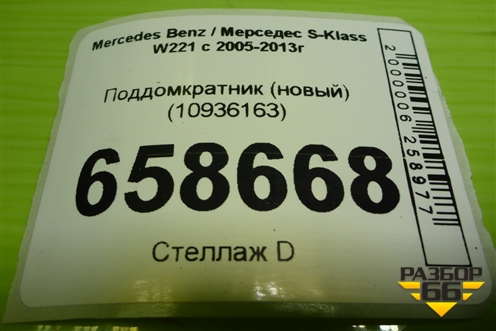 Mercedes Benz / Мерседес S-Klass
W221 с 2005-2013г
Поддомкратник (новый)
(10936163)
658668
Стеллаж D
2000006258977
РАЗБОР
66